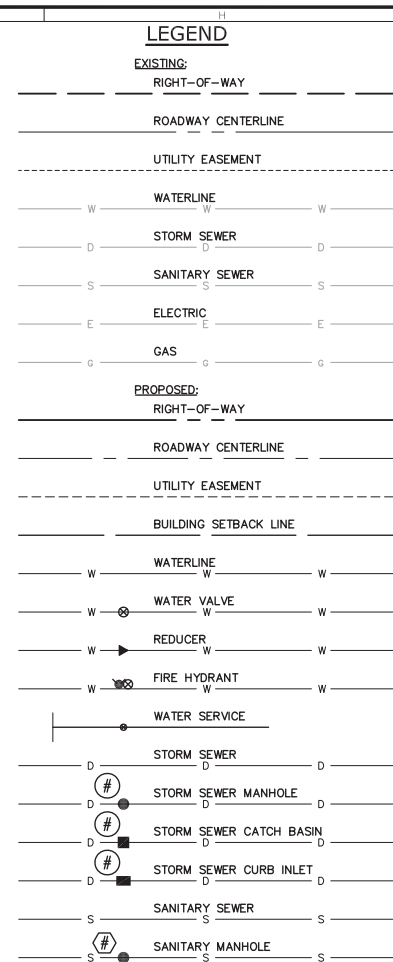 H
LEGEND
EXISTING:
RIGHT-OF-WAY
ROADWAY CENTERLINE
UTILITY EASEMENT
WATERLINE
W W W
STORM SEWER
D D D
SANITARY SEWER
S S S
ELECTRIC
E E E
GAS
G G G
PROPOSED:
RIGHT-OF-WAY
ROADWAY CENTERLINE
UTILITY EASEMENT
BUILDING SETBACK LINE
WATERLINE
W W W
WATER VALVE
W W W
REDUCER
W W W
FIRE HYDRANT
W W W
WATER SERVICE
STORM SEWER
D D D
#
STORM SEWER MANHOLE
D D D
#
STORM SEWER CATCH BASIN
D D D
#
STORM SEWER CURB INLET
D D D
SANITARY SEWER
S S S
#
SANITARY MANHOLE
S S S